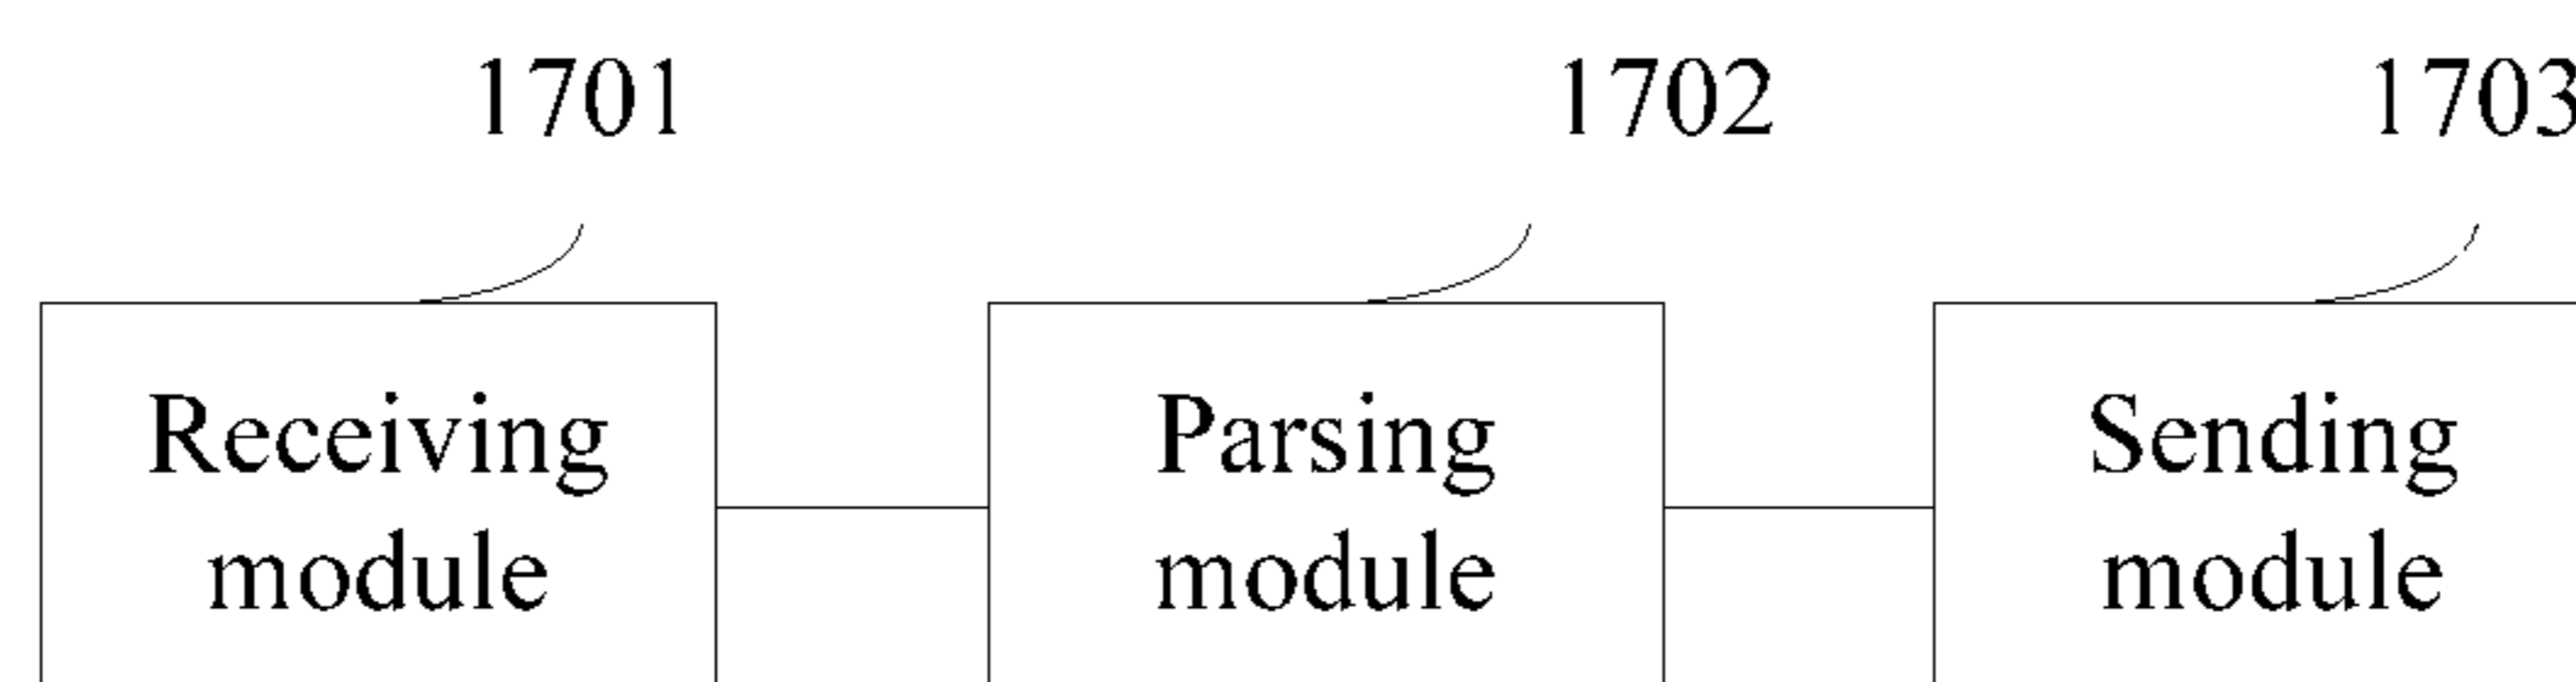 1701 1702 1703
Receiving Parsing Sending
module module module